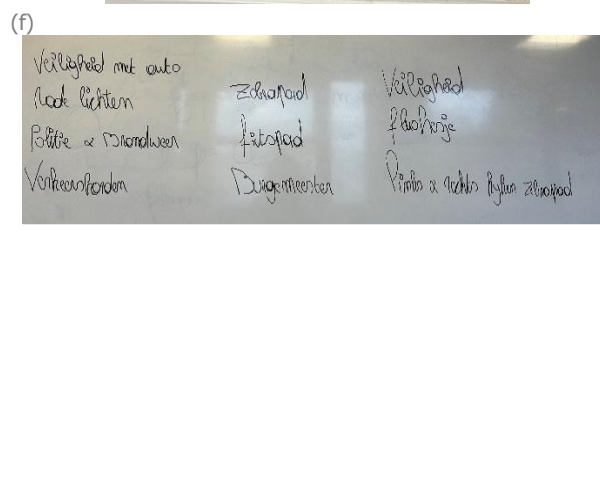 (f)
Veiligheid met auto
Rode lichten
Politie & Brandweer
Verkeersborden
Zebrapad
fietspad
Burgemeester
Veiligheid
fluohesje
links & rechts kijken zebrapad